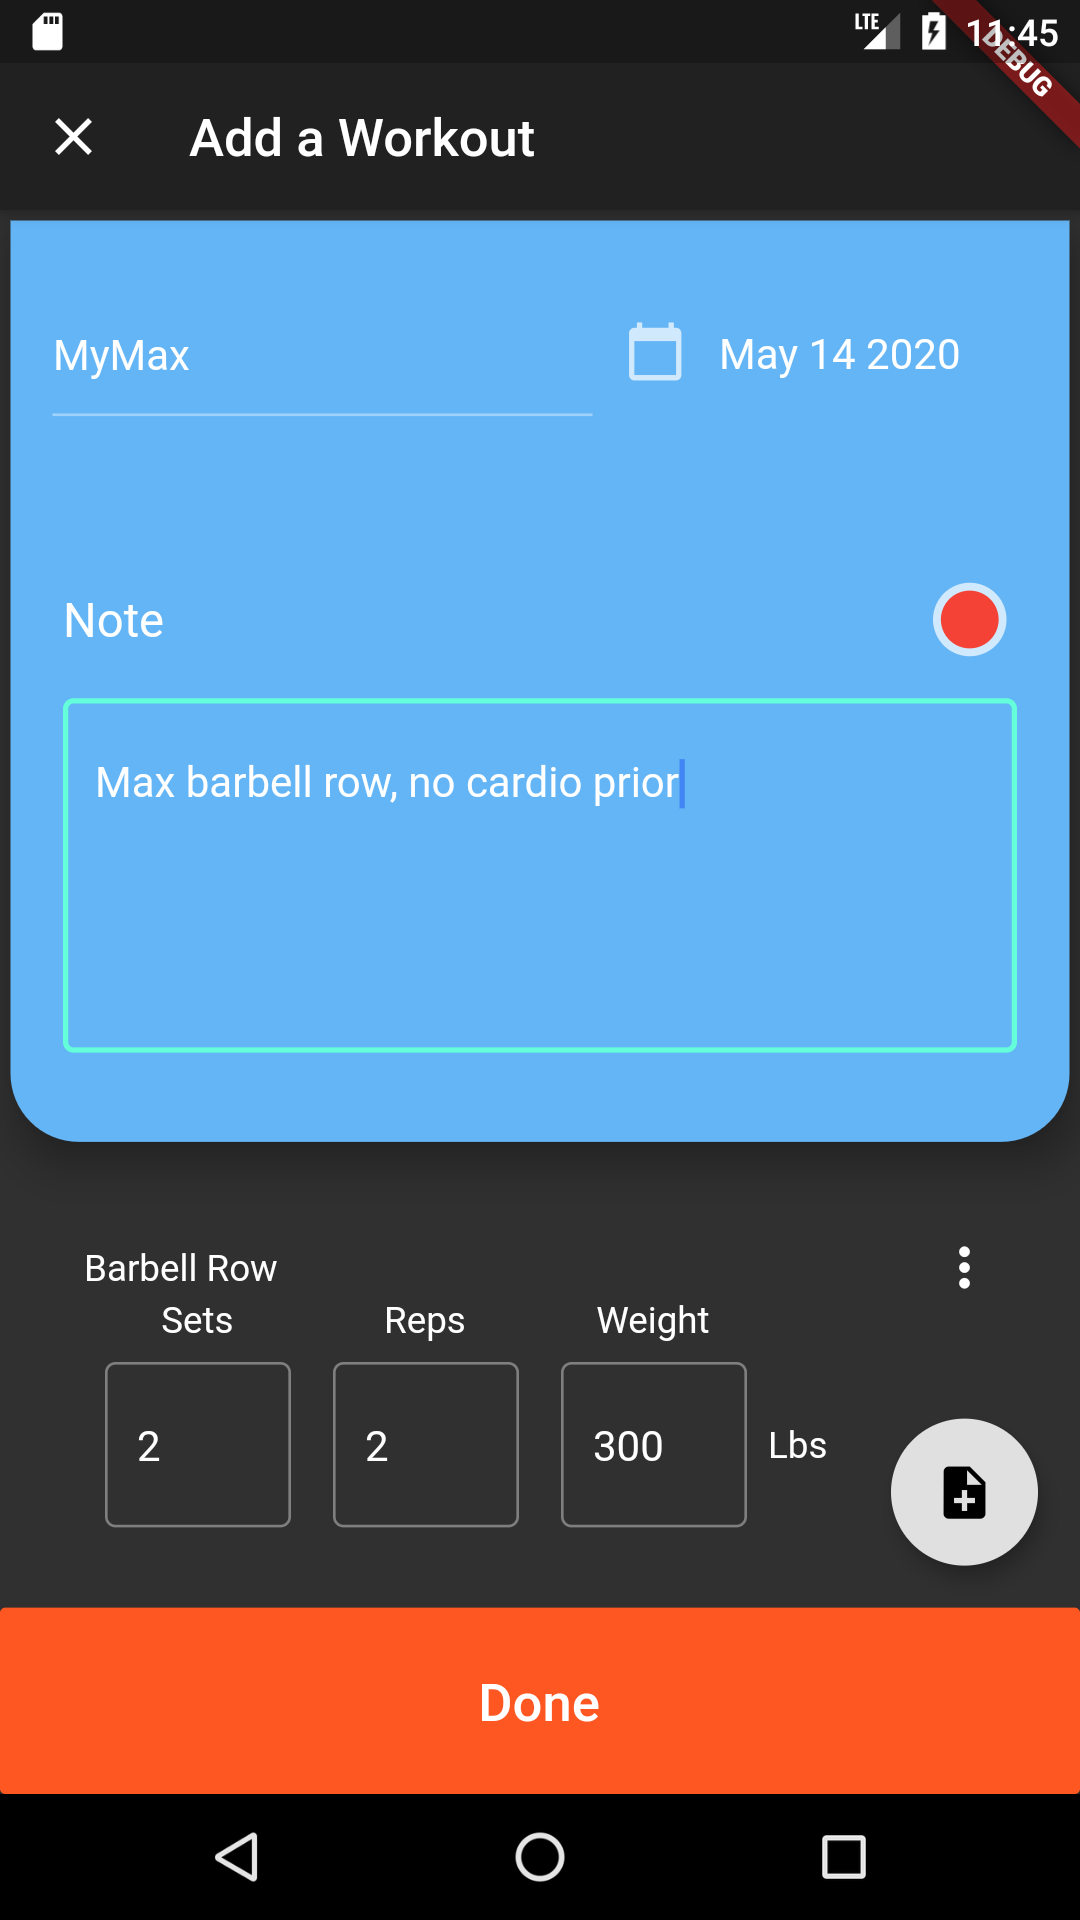 LTE 11:45
DEBUG
Add a Workout
MyMax
May 14 2020
Note
Max barbell row, no cardio prior
Barbell Row
Sets Reps Weight
2 2 300 Lbs
Done